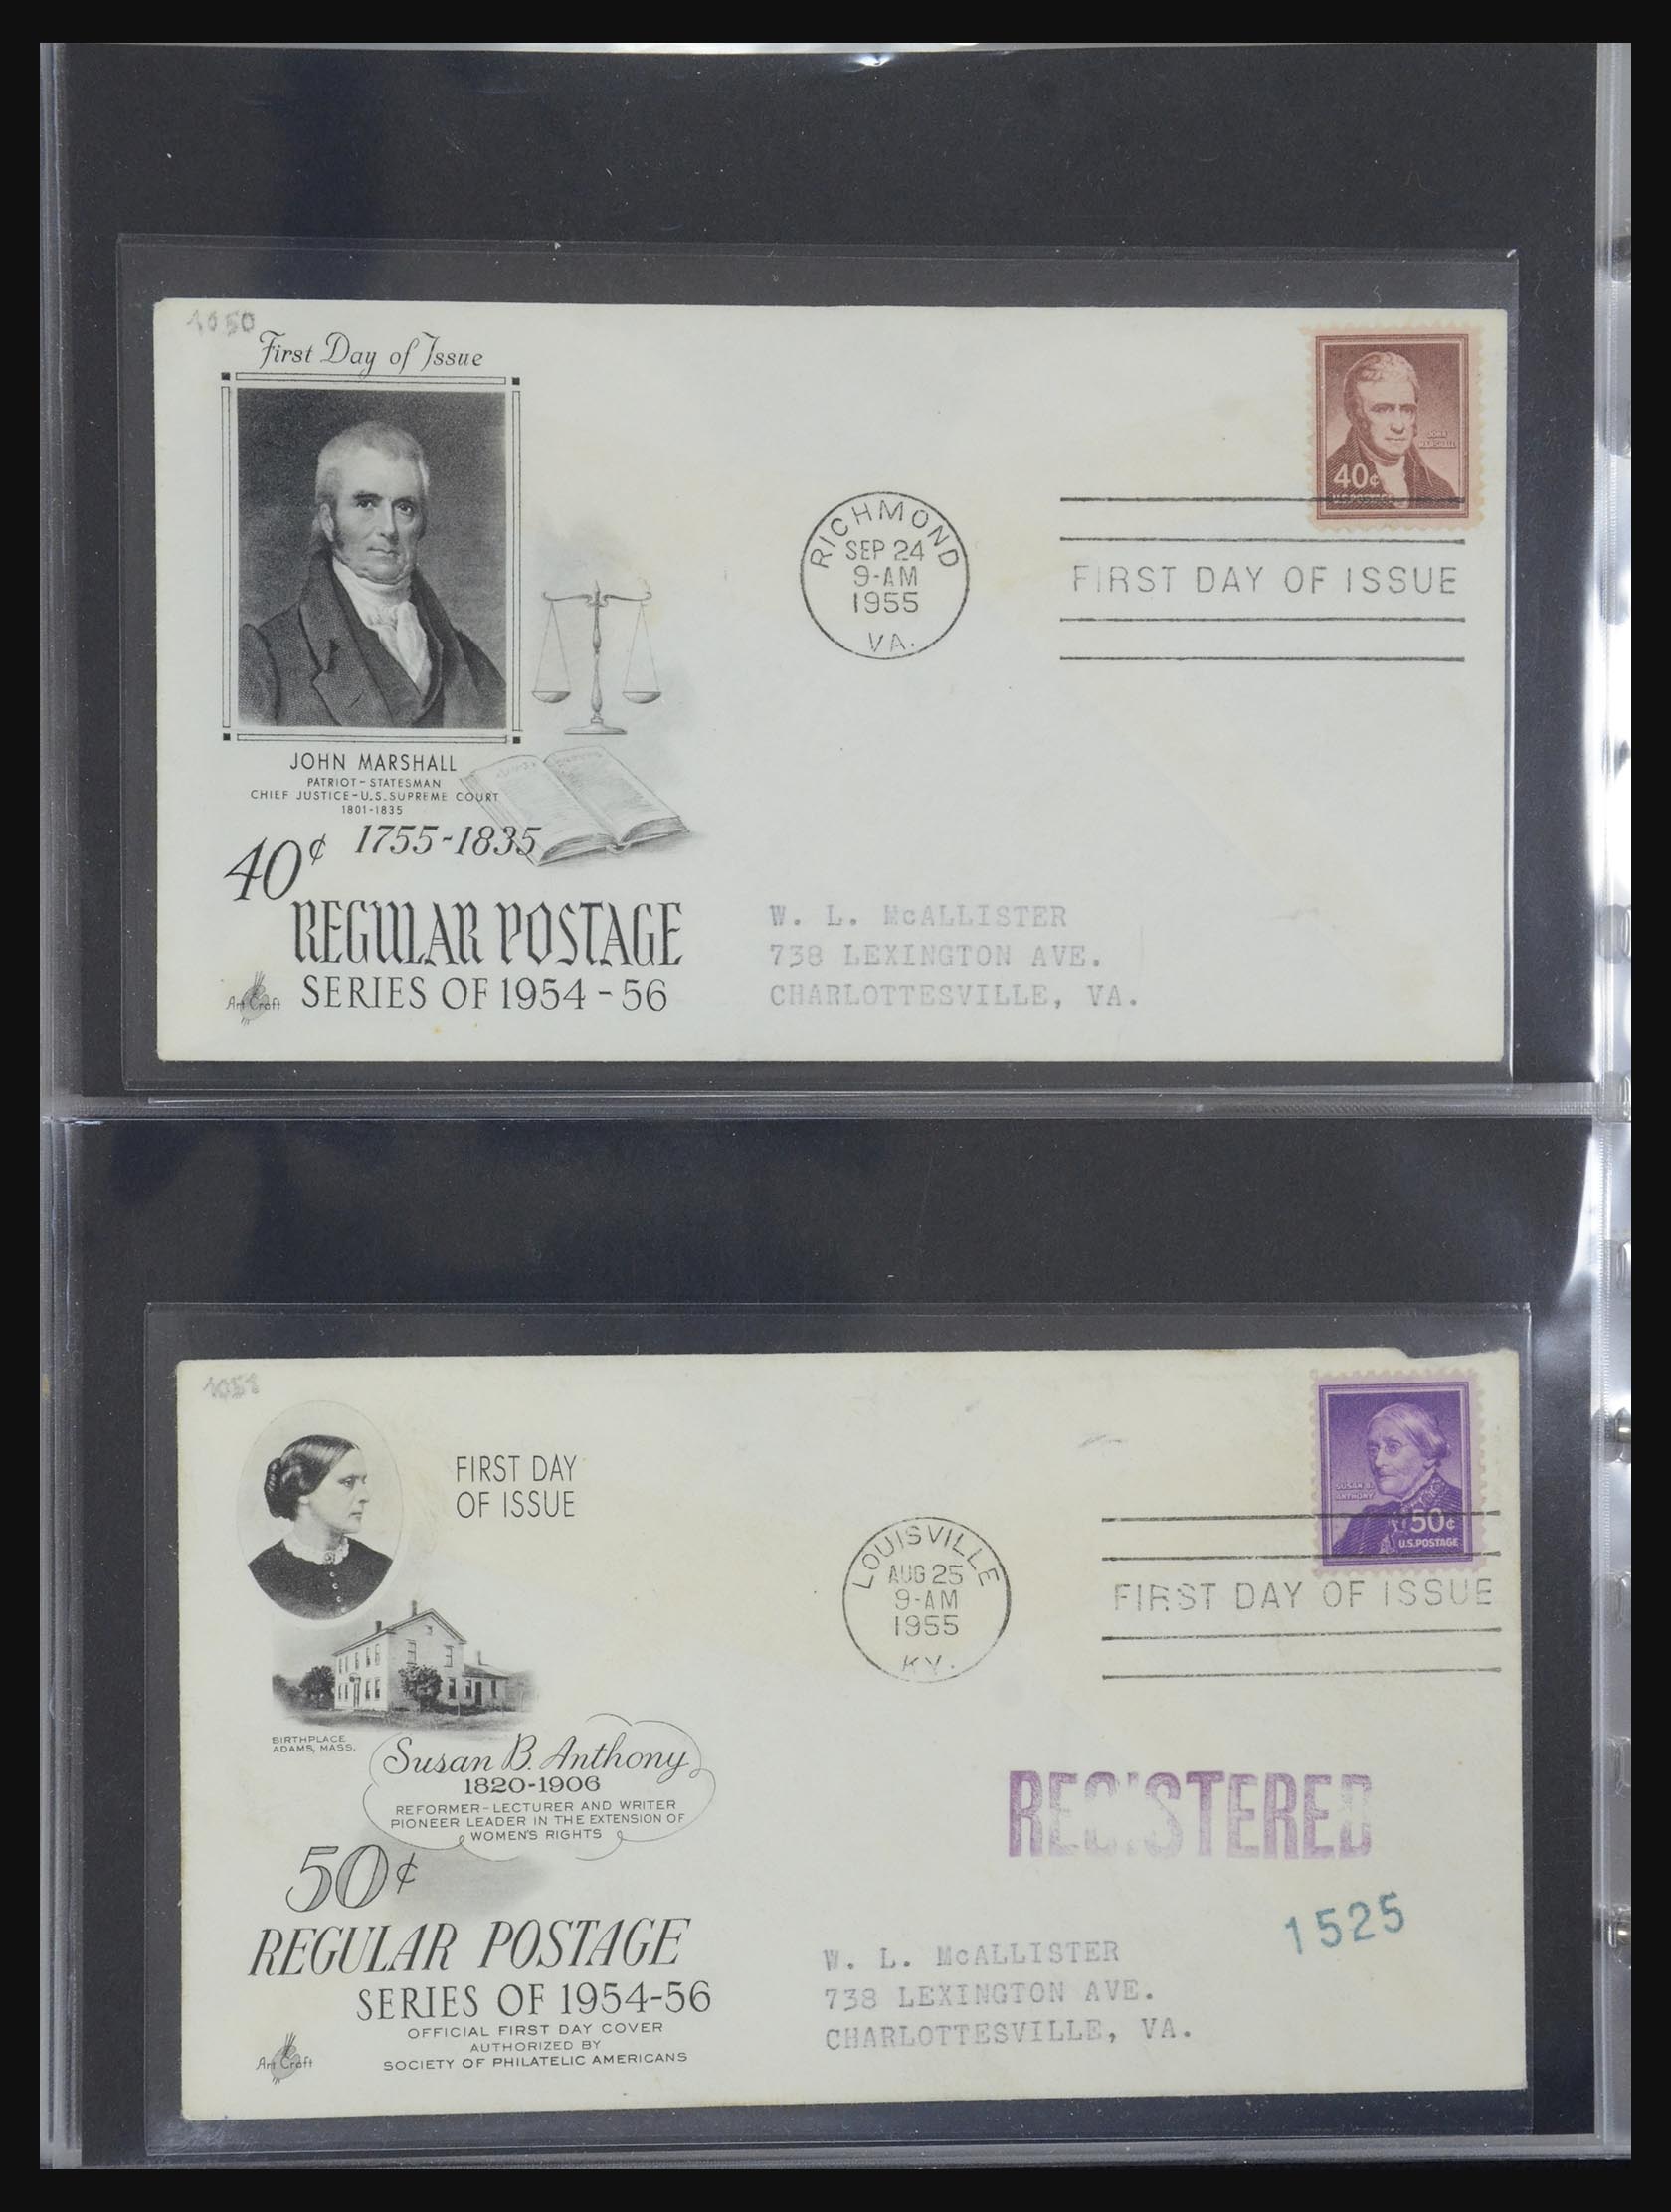 1050
First Day of Issue
JOHN MARSHALL
PATRIOT-STATESMAN
CHIEF JUSTICE-U.S. SUPREME COURT
1801-1835
40¢ 1755-1835
REGULAR POSTAGE
SERIES OF 1954-56
Art Craft
RICHMOND
SEP 24
9-AM
1955
VA.
JOHN
MARSHALL
40¢
U.S. POSTAGE
FIRST DAY OF ISSUE
W. L. McALLISTER
738 LEXINGTON AVE.
CHARLOTTESVILLE, VA.
1051
FIRST DAY
OF ISSUE
BIRTHPLACE
ADAMS, MASS.
Susan B. Anthony
1820-1906
REFORMER-LECTURER AND WRITER
PIONEER LEADER IN THE EXTENSION OF
WOMEN'S RIGHTS
50¢
REGULAR POSTAGE
SERIES OF 1954-56
OFFICIAL FIRST DAY COVER
AUTHORIZED BY
SOCIETY OF PHILATELIC AMERICANS
Art Craft
LOUISVILLE
AUG 25
9-AM
1955
KY.
SUSAN B.
ANTHONY
50¢
U.S. POSTAGE
FIRST DAY OF ISSUE
REGISTERED
1525
W. L. McALLISTER
738 LEXINGTON AVE.
CHARLOTTESVILLE, VA.